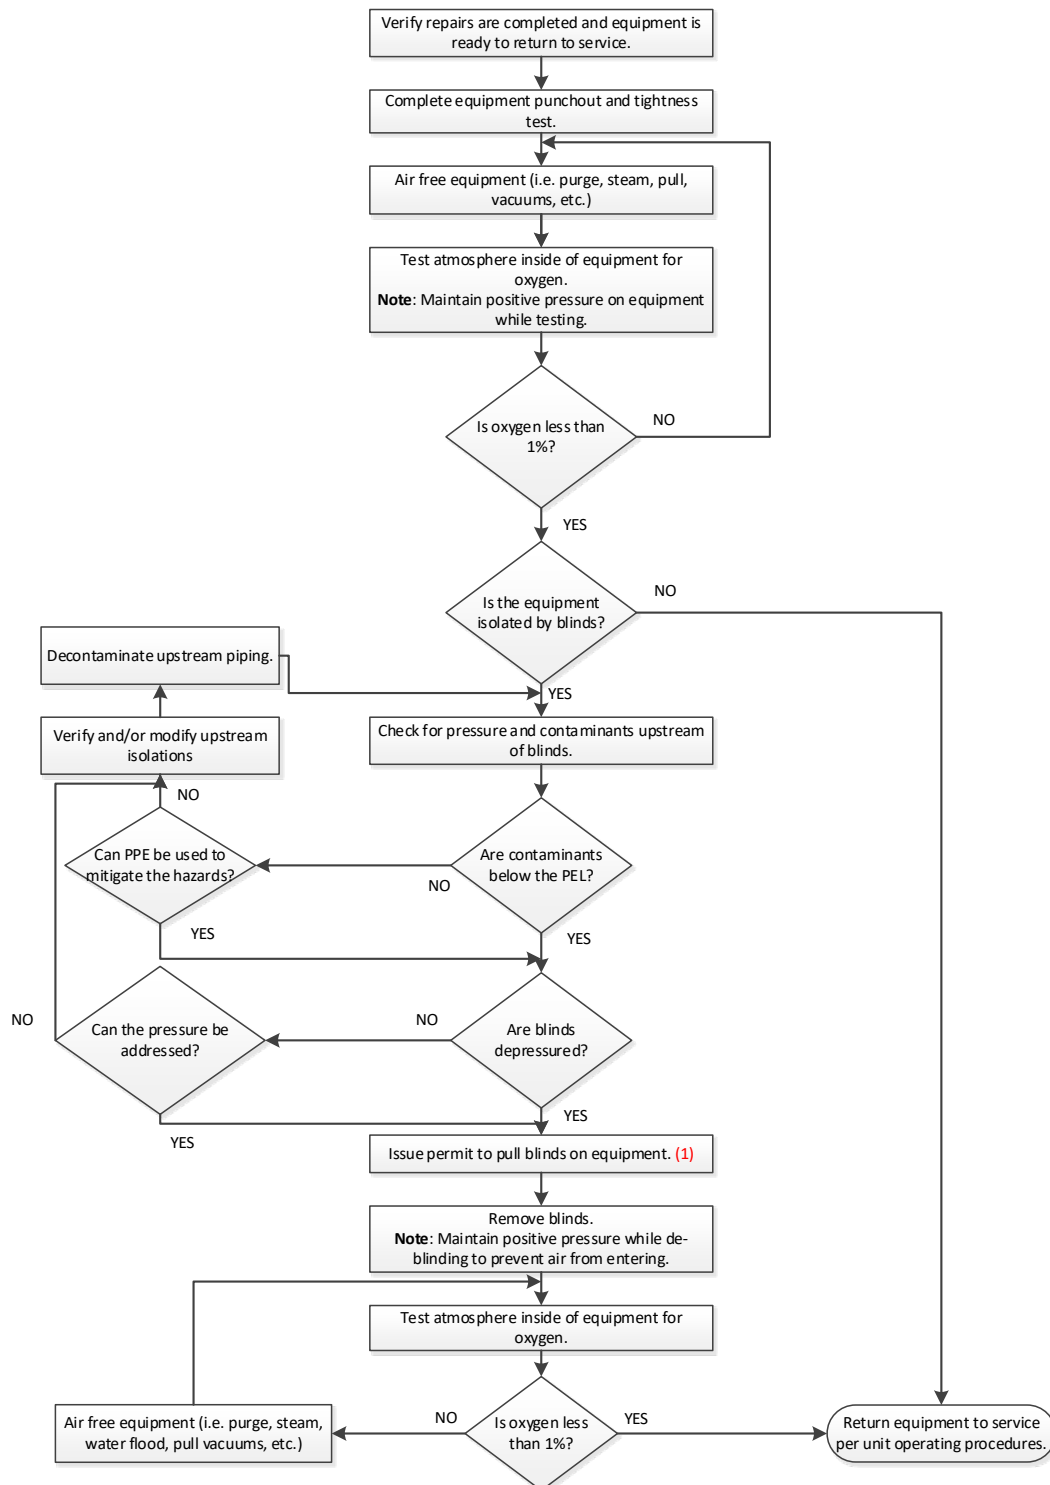 Verify repairs are completed and equipment is
ready to return to service.
Complete equipment punchout and tightness
test.
Air free equipment (i.e. purge, steam, pull,
vacuums, etc.)
Test atmosphere inside of equipment for
oxygen.
Note: Maintain positive pressure on equipment
while testing.
Is oxygen less than
1%?
NO
YES
Is the equipment
isolated by blinds?
NO
YES
Decontaminate upstream piping.
Verify and/or modify upstream
isolations
Check for pressure and contaminants upstream
of blinds.
NO
Can PPE be used to
mitigate the hazards?
Are contaminants
below the PEL?
NO
YES
YES
NO
Can the pressure be
addressed?
NO
Are blinds
depressured?
YES
YES
Issue permit to pull blinds on equipment. (1)
Remove blinds.
Note: Maintain positive pressure while de-
blinding to prevent air from entering.
Test atmosphere inside of equipment for
oxygen.
Air free equipment (i.e. purge, steam,
water flood, pull vacuums, etc.)
NO
Is oxygen less
than 1%?
YES
Return equipment to service
per unit operating procedures.